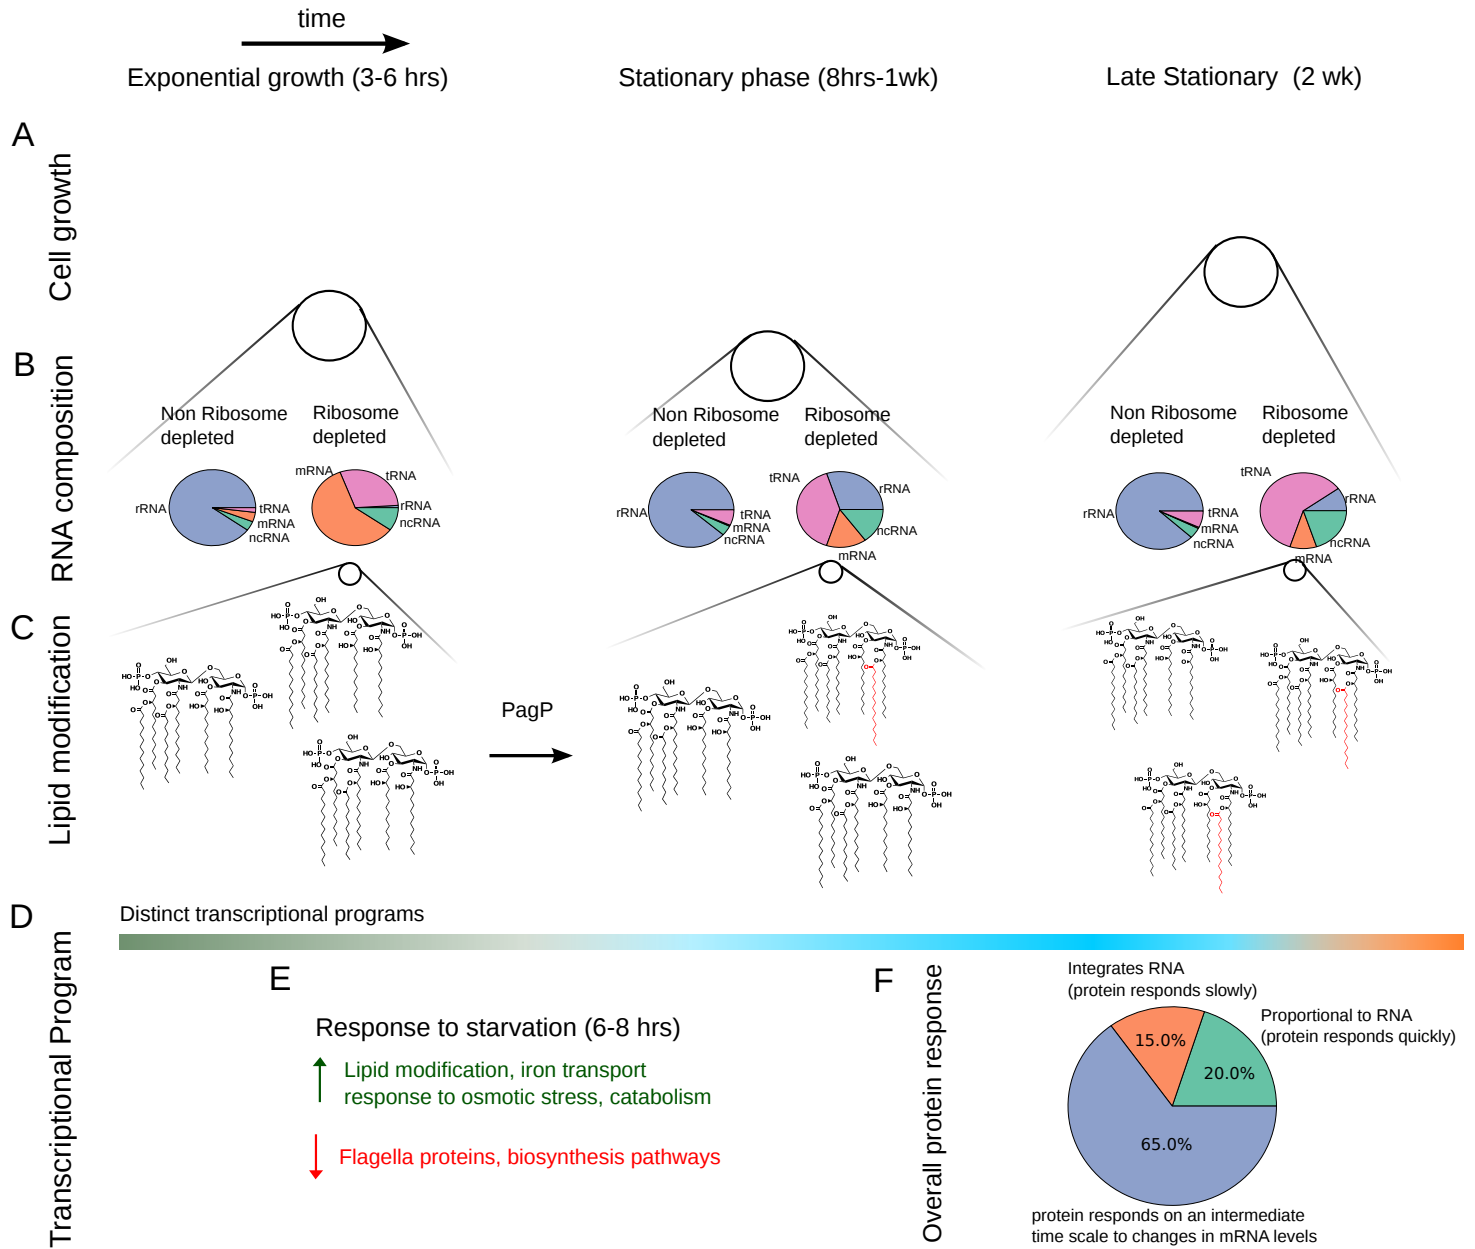 time
Exponential growth (3-6 hrs)
Stationary phase (8hrs-1wk)
Late Stationary (2 wk)
A
Cell growth
B
RNA composition
Non Ribosome
depleted
Ribosome
depleted
rRNA
tRNA
mRNA
ncRNA
mRNA
tRNA
rRNA
ncRNA
Non Ribosome
depleted
Ribosome
depleted
rRNA
tRNA
mRNA
ncRNA
tRNA
rRNA
ncRNA
mRNA
Non Ribosome
depleted
Ribosome
depleted
rRNA
tRNA
mRNA
ncRNA
tRNA
rRNA
ncRNA
mRNA
C
Lipid modification
PagP
D
Transcriptional Program
Distinct transcriptional programs
E
Response to starvation (6-8 hrs)
Lipid modification, iron transport
response to osmotic stress, catabolism
Flagella proteins, biosynthesis pathways
F
Overall protein response
Integrates RNA
(protein responds slowly)
Proportional to RNA
(protein responds quickly)
15.0%
20.0%
65.0%
protein responds on an intermediate
time scale to changes in mRNA levels